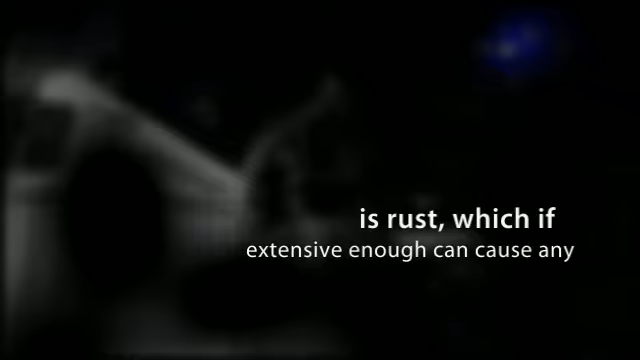 is rust, which if
extensive enough can cause any